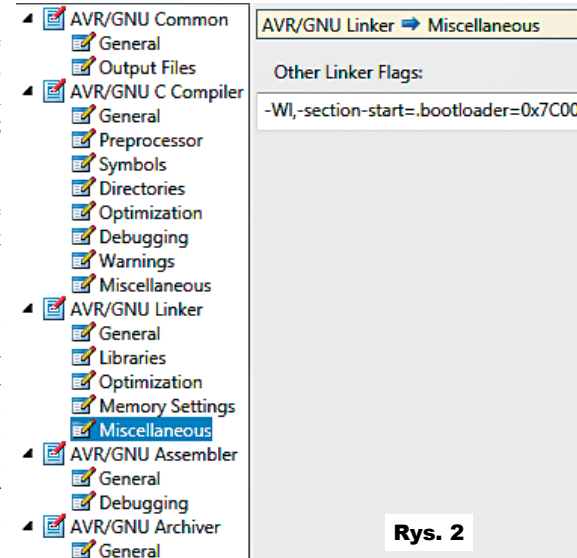 AVR/GNU Common
General
Output Files
AVR/GNU C Compiler
General
Preprocessor
Symbols
Directories
Optimization
Debugging
Warnings
Miscellaneous
AVR/GNU Linker
General
Libraries
Optimization
Memory Settings
Miscellaneous
AVR/GNU Assembler
General
Debugging
AVR/GNU Archiver
General
AVR/GNU Linker ➡ Miscellaneous
Other Linker Flags:
-Wl,-section-start=.bootloader=0x7C00
Rys. 2